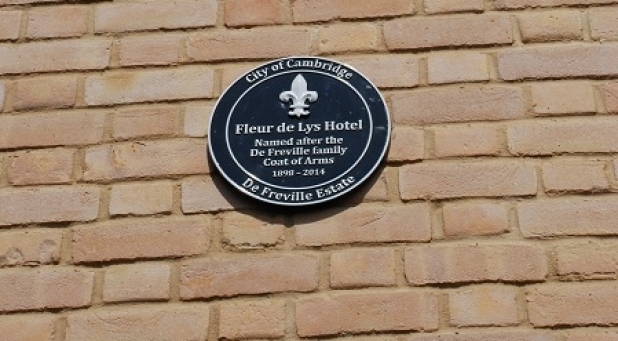 City of Cambridge
Fleur de Lys Hotel
Named after the
De Freville family
Coat of Arms
1898 - 2014
De Freville Estate